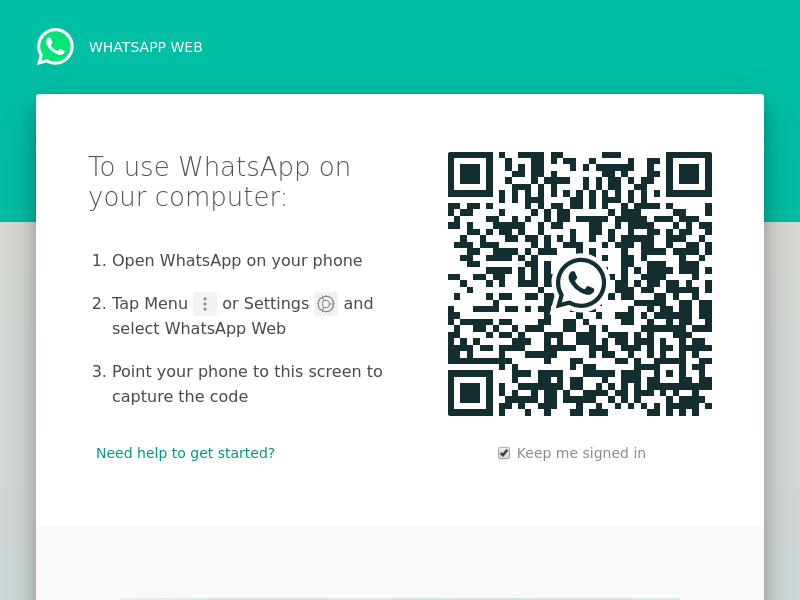 WHATSAPP WEB
To use WhatsApp on
your computer:
1. Open WhatsApp on your phone
2. Tap Menu or Settings and
select WhatsApp Web
3. Point your phone to this screen to
capture the code
Need help to get started?
Keep me signed in